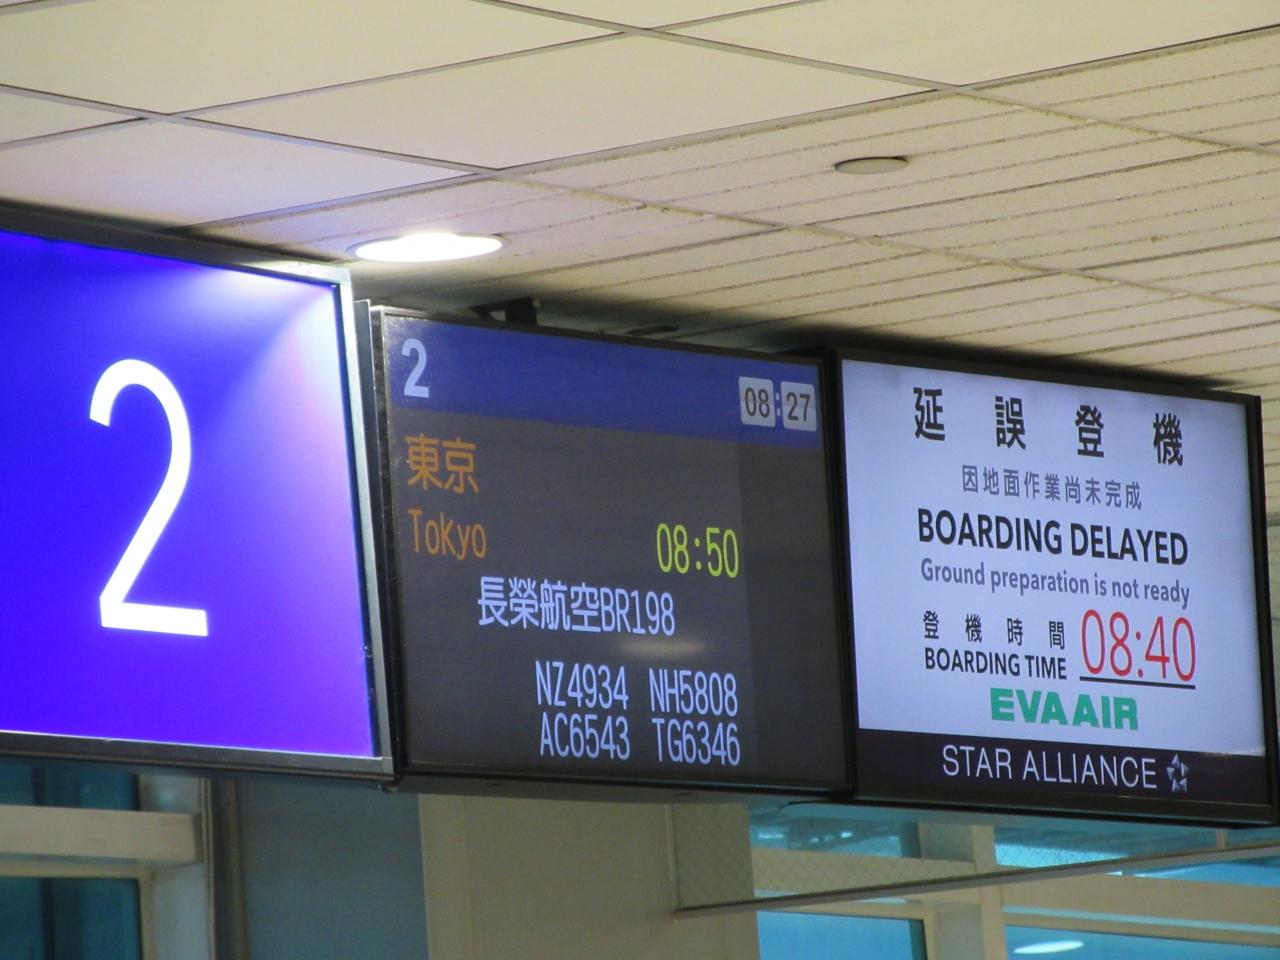 2
2
08:27
東京
Tokyo
08:50
長榮航空BR198
NZ4934 NH5808
AC6543 TG6346
延誤登機
因地面作業尚未完成
BOARDING DELAYED
Ground preparation is not ready
登機時間
BOARDING TIME
08:40
EVA AIR
STAR ALLIANCE